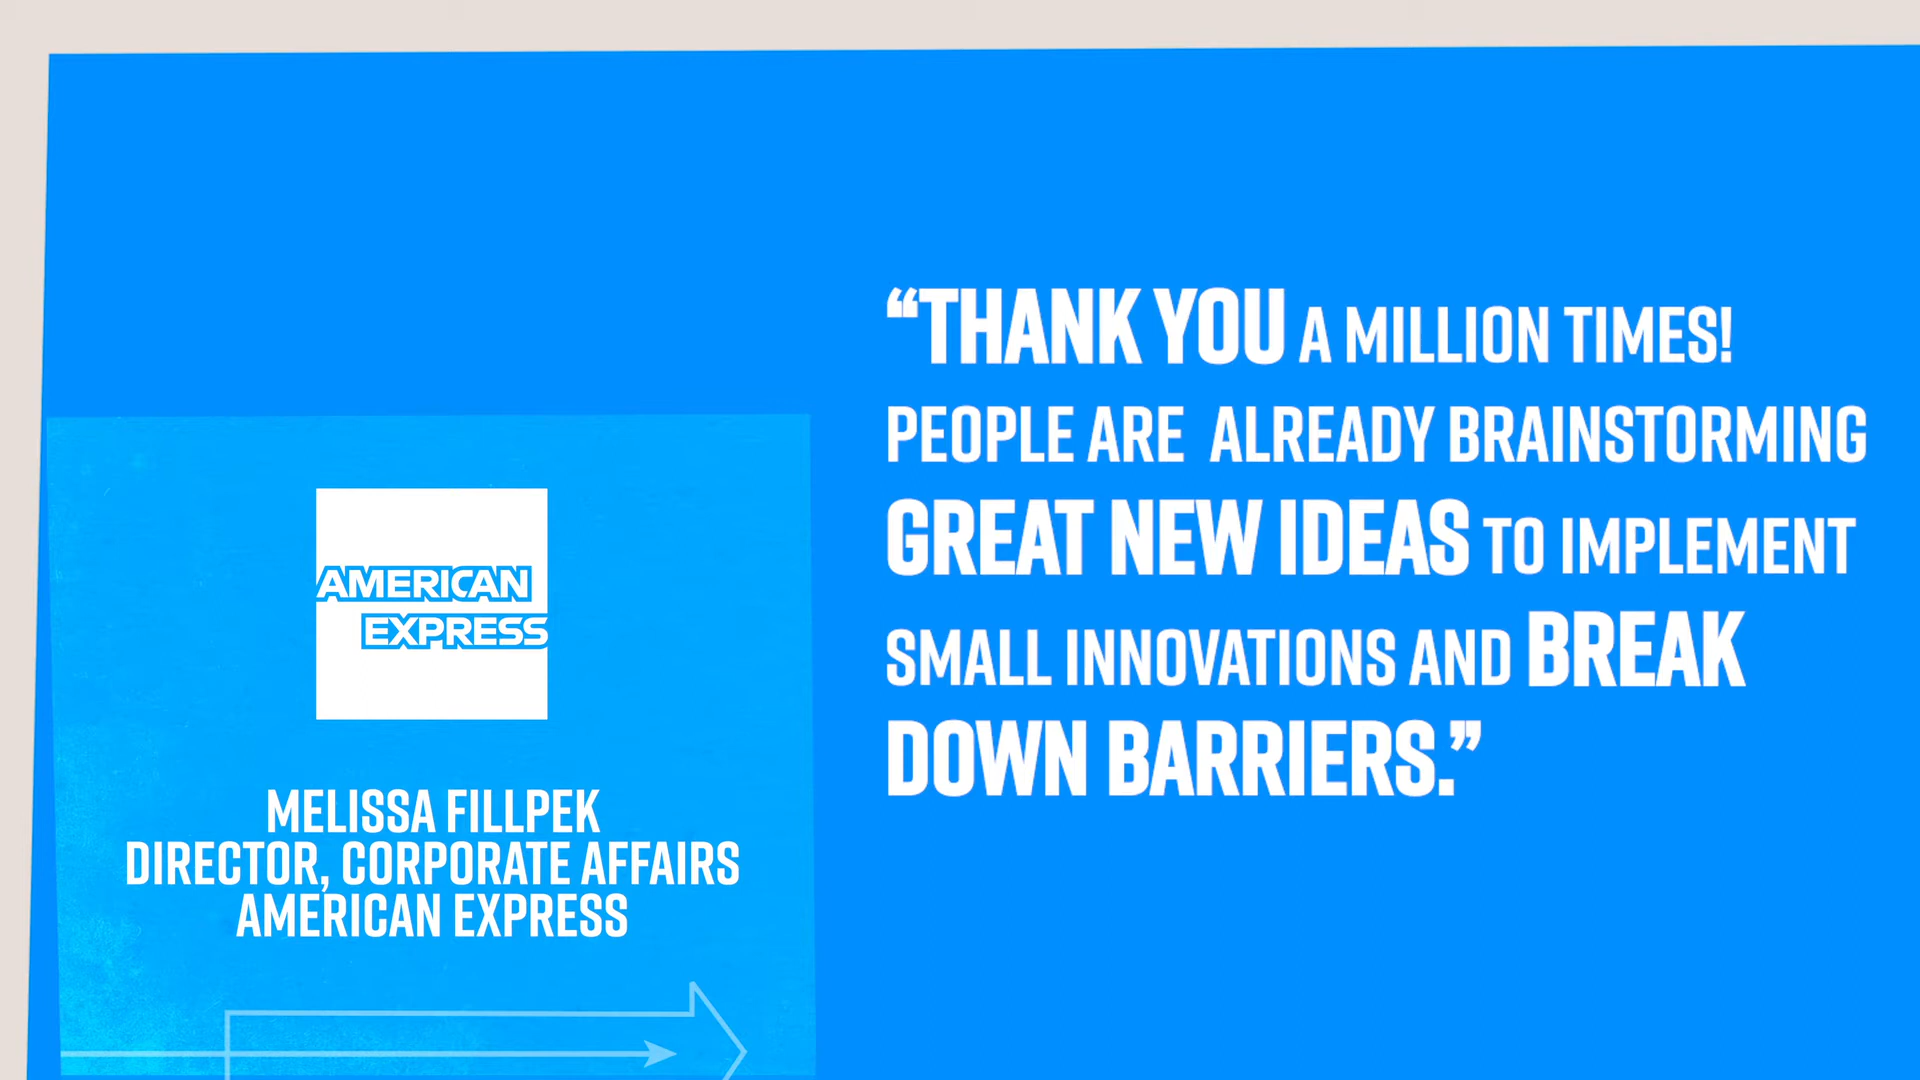 “THANK YOU A MILLION TIMES!
PEOPLE ARE ALREADY BRAINSTORMING
GREAT NEW IDEAS TO IMPLEMENT
SMALL INNOVATIONS AND BREAK
DOWN BARRIERS.”
AMERICAN
EXPRESS
MELISSA FILLPEK
DIRECTOR, CORPORATE AFFAIRS
AMERICAN EXPRESS